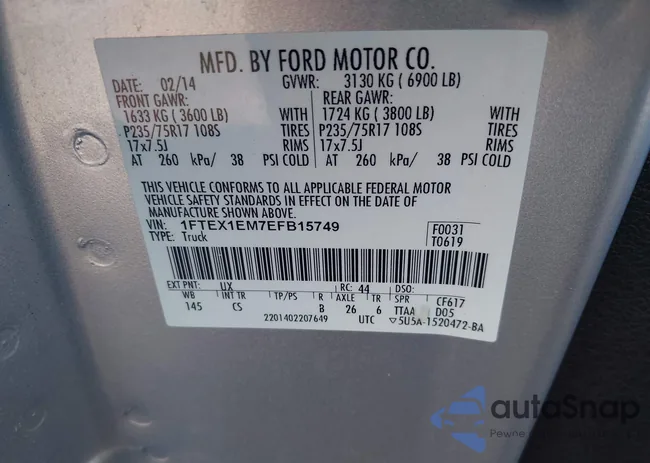 MFD. BY FORD MOTOR CO.
DATE: 02/14 GVWR: 3130 KG ( 6900 LB)
FRONT GAWR: REAR GAWR:
1633 KG ( 3600 LB) WITH 1724 KG ( 3800 LB) WITH
P235/75R17 108S TIRES P235/75R17 108S TIRES
17x7.5J RIMS 17x7.5J RIMS
AT 260 kPa/ 38 PSI COLD AT 260 kPa/ 38 PSI COLD
THIS VEHICLE CONFORMS TO ALL APPLICABLE FEDERAL MOTOR
VEHICLE SAFETY STANDARDS IN EFFECT ON THE DATE OF
MANUFACTURE SHOWN ABOVE.
VIN: 1FTEX1EM7EFB15749 F0031
TYPE: Truck T0619
EXT PNT: UX RC: 44 DSO:
WB INT TR TP/PS R AXLE TR SPR CF617
145 CS B 26 6 TTAA D05
2201402207649 UTC ▽5U5A-1520472-BA
autoSnap